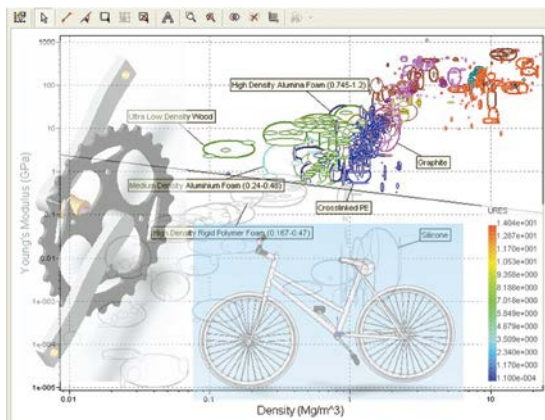 1000
High Density Alumina Foam (0.745-1.2)
100
Ultra Low Density Wood
10
Graphite
1
Medium Density Aluminium Foam (0.24-0.48)
Crosslinked PE
0.1
URES
High Density Rigid Polymer Foam (0.167-0.47)
Silicone
1.404e+001
1.287e+001
1.170e+001
0.01
1.053e+001
9.357e+000
8.188e+000
1e-003
7.018e+000
5.849e+000
4.679e+000
1e-004
3.509e+000
2.340e+000
1.170e+000
1e-005
1.100e-004
0.01
0.1
1
10
Young's Modulus (GPa)
Density (Mg/m^3)